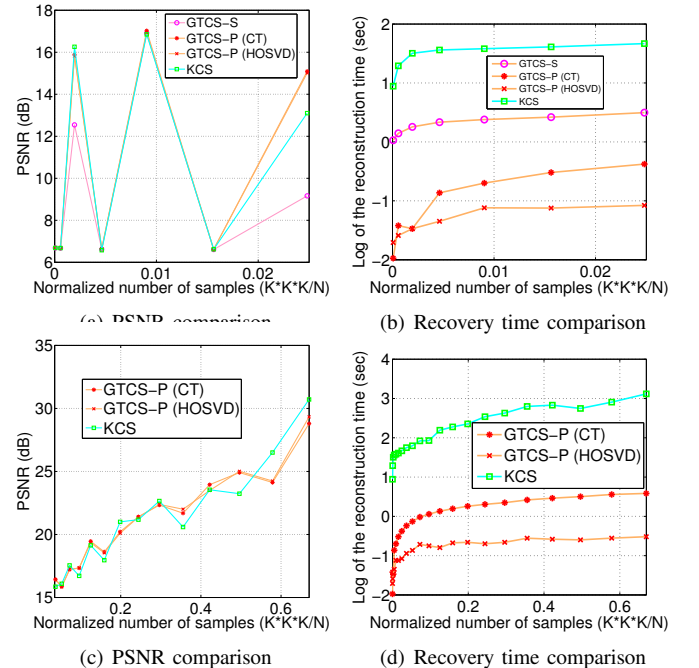 18
16
14
12
10
8
6
PSNR (dB)
GTCS-S
GTCS-P (CT)
GTCS-P (HOSVD)
KCS
0
0.01
0.02
Normalized number of samples (K*K*K/N)
(a) PSNR comparison
2
1
0
-1
-2
Log of the reconstruction time (sec)
GTCS-S
GTCS-P (CT)
GTCS-P (HOSVD)
KCS
0
0.01
0.02
Normalized number of samples (K*K*K/N)
(b) Recovery time comparison
35
30
25
20
15
PSNR (dB)
GTCS-P (CT)
GTCS-P (HOSVD)
KCS
0.2
0.4
0.6
Normalized number of samples (K*K*K/N)
(c) PSNR comparison
4
3
2
1
0
-1
-2
Log of the reconstruction time (sec)
GTCS-P (CT)
GTCS-P (HOSVD)
KCS
0
0.2
0.4
0.6
Normalized number of samples (K*K*K/N)
(d) Recovery time comparison